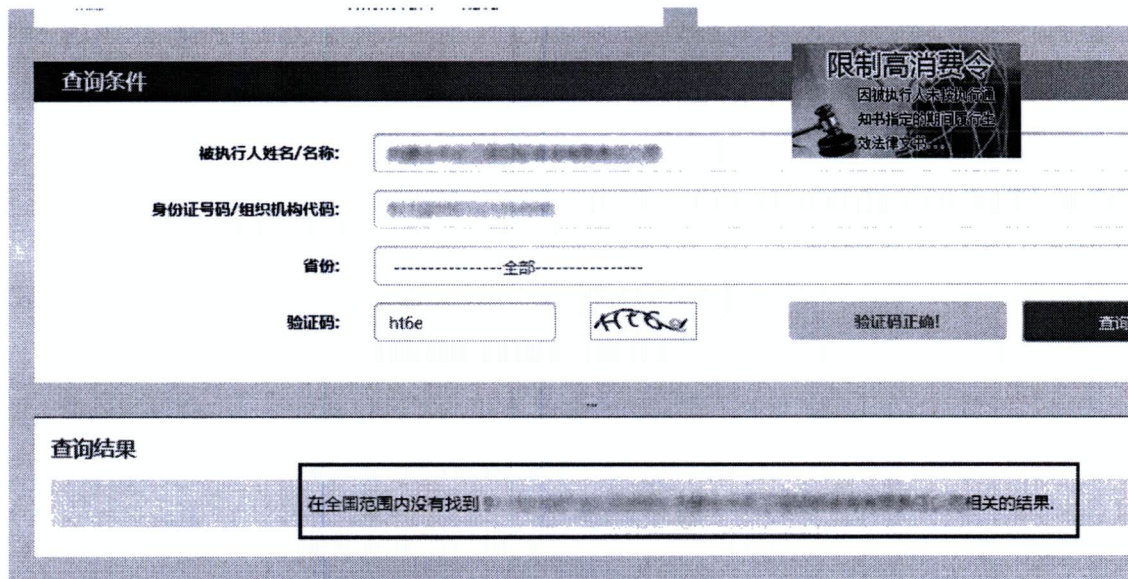 限制高消费令
因被执行人未按执行通
知书指定的期间履行生
效法律文书...
查询条件
被执行人姓名/名称:
身份证号码/组织机构代码:
省份: ----------------全部----------------
验证码: ht6e 验证码正确! 查询
查询结果
在全国范围内没有找到 相关的结果.